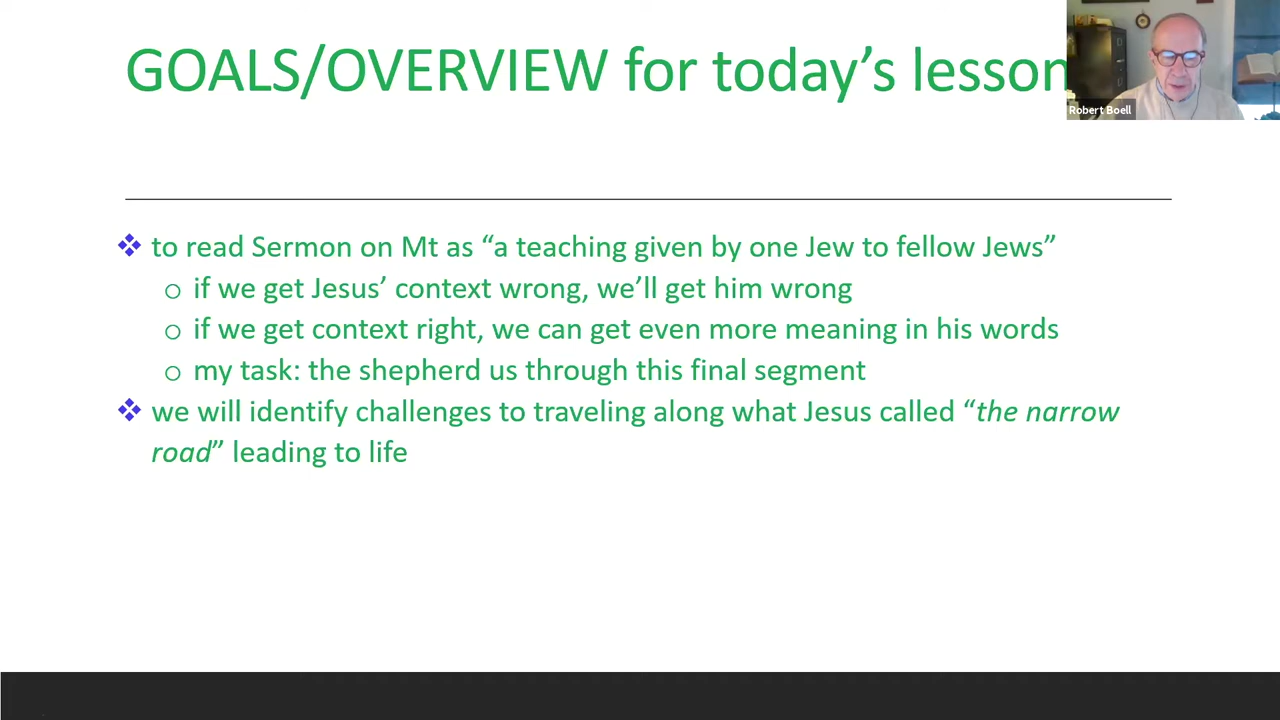 GOALS/OVERVIEW for today’s lesson
Robert Boell
❖ to read Sermon on Mt as “a teaching given by one Jew to fellow Jews”
o if we get Jesus’ context wrong, we’ll get him wrong
o if we get context right, we can get even more meaning in his words
o my task: the shepherd us through this final segment
❖ we will identify challenges to traveling along what Jesus called “the narrow
road” leading to life